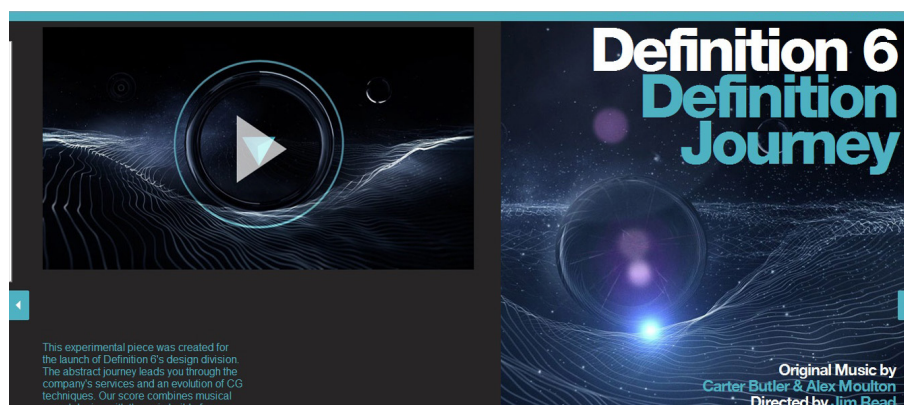 Definition 6
Definition
Journey
This experimental piece was created for
the launch of Definition 6's design division.
The abstract journey leads you through the
company's services and an evolution of CG
techniques. Our score combines musical
Original Music by
Carter Butler & Alex Moulton
Directed by Jim Read